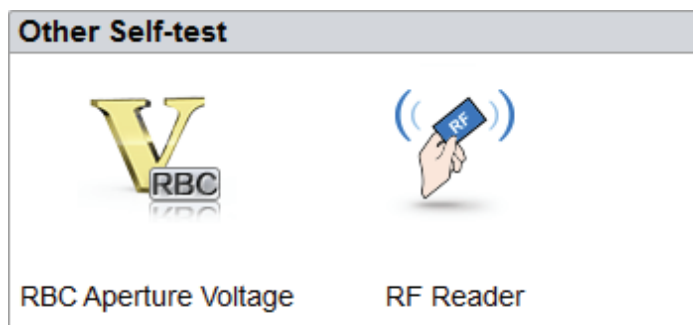 Other Self-test
V
RBC
RF
RBC Aperture Voltage
RF Reader